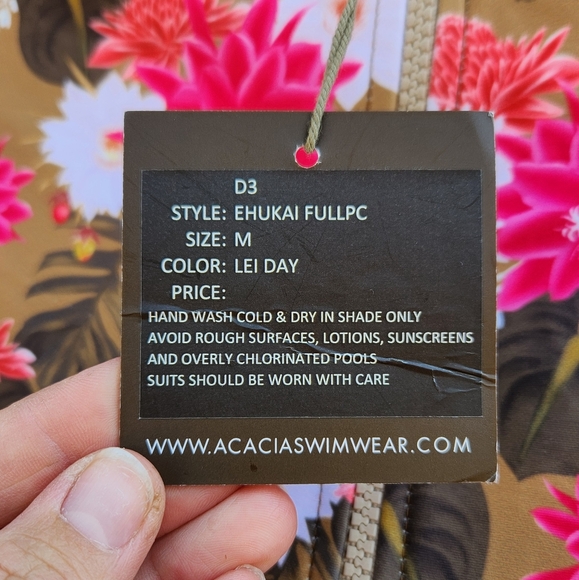 D3
STYLE: EHUKAI FULLPC
SIZE: M
COLOR: LEI DAY
PRICE:
HAND WASH COLD & DRY IN SHADE ONLY
AVOID ROUGH SURFACES, LOTIONS, SUNSCREENS
AND OVERLY CHLORINATED POOLS
SUITS SHOULD BE WORN WITH CARE
WWW.ACACIASWIMWEAR.COM